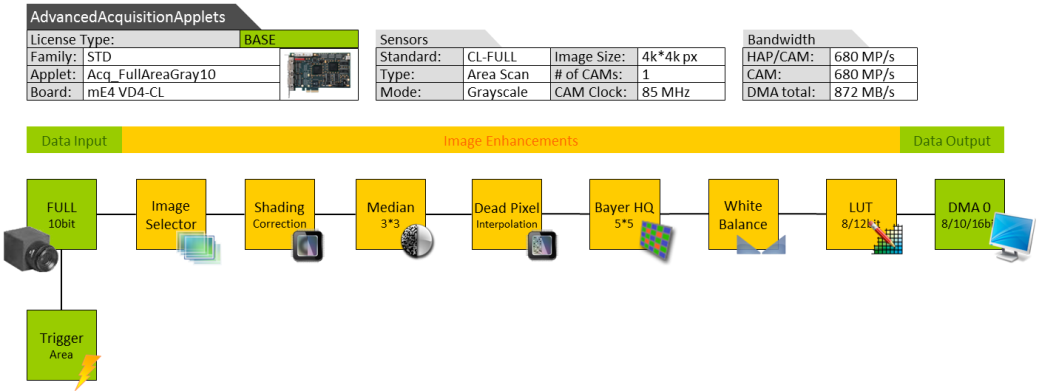 AdvancedAcquisitionApplets
License Type: BASE
Family: STD
Applet: Acq_FullAreaGray10
Board: mE4 VD4-CL
Sensors
Standard: CL-FULL Image Size: 4k*4k px
Type: Area Scan # of CAMs: 1
Mode: Grayscale CAM Clock: 85 MHz
Bandwidth
HAP/CAM: 680 MP/s
CAM: 680 MP/s
DMA total: 872 MB/s
Data Input Image Enhancements Data Output
FULL
10bit
Image
Selector
Shading
Correction
Median
3*3
Dead Pixel
Interpolation
Bayer HQ
5*5
White
Balance
LUT
8/12bit
DMA 0
8/10/16bit
Trigger
Area